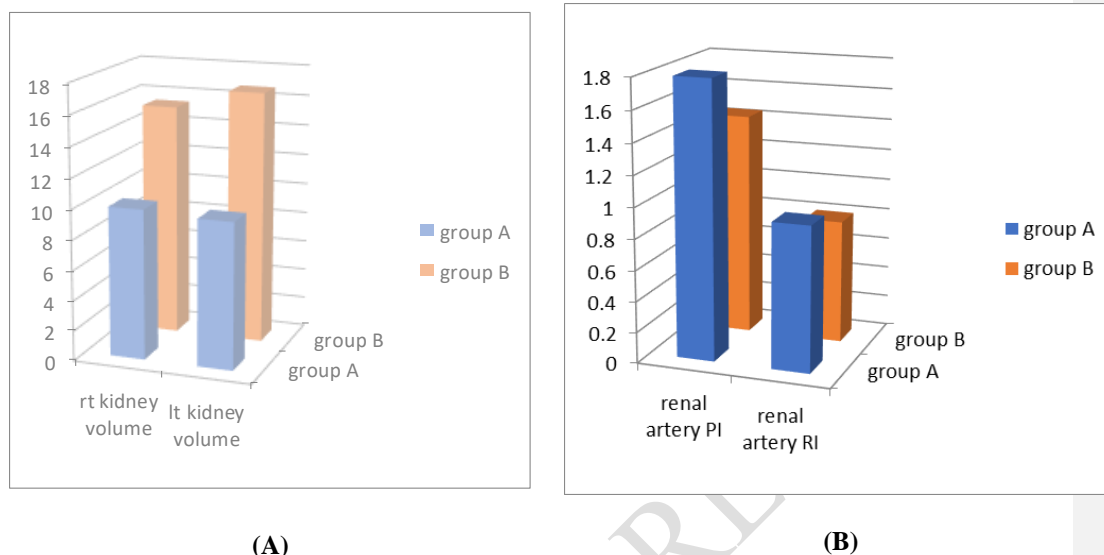 18
16
14
12
10
8
6
4
2
0
rt kidney
volume
lt kidney
volume
group B
group A
group A
group B
(A)
1.8
1.6
1.4
1.2
1
0.8
0.6
0.4
0.2
0
renal
artery PI
renal
artery RI
group B
group A
group A
group B
(B)